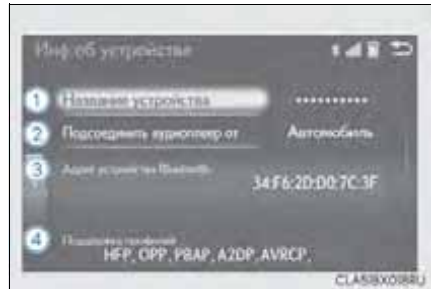 Инф.об устройстве
1 Название устройства ··········
2 Подсоединить аудиоплеер от Автомобиль
3 Адрес устройства Bluetooth
34:F6:2D:D0:7C:3F
4 Поддержка профилей
HFP, OPP, PBAP, A2DP, AVRCP,